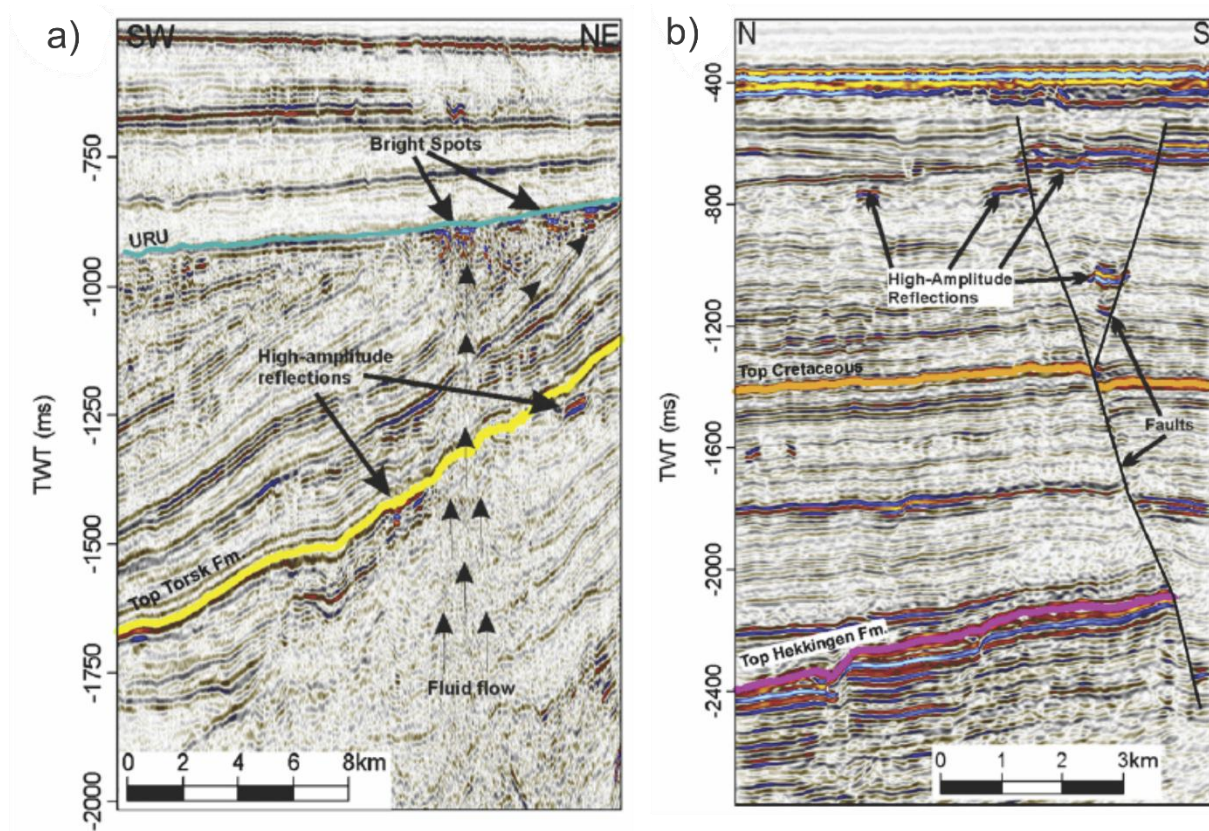 a)
SW
NE
Bright Spots
URU
High-amplitude
reflections
Top Torsk Fm.
Fluid flow
TWT (ms)
-750
-1000
-1250
-1500
-1750
-2000
0 2 4 6 8km
b)
N
S
High-Amplitude
Reflections
Top Cretaceous
Faults
Top Hekkingen Fm.
TWT (ms)
-400
-800
-1200
-1600
-2000
-2400
0 1 2 3km